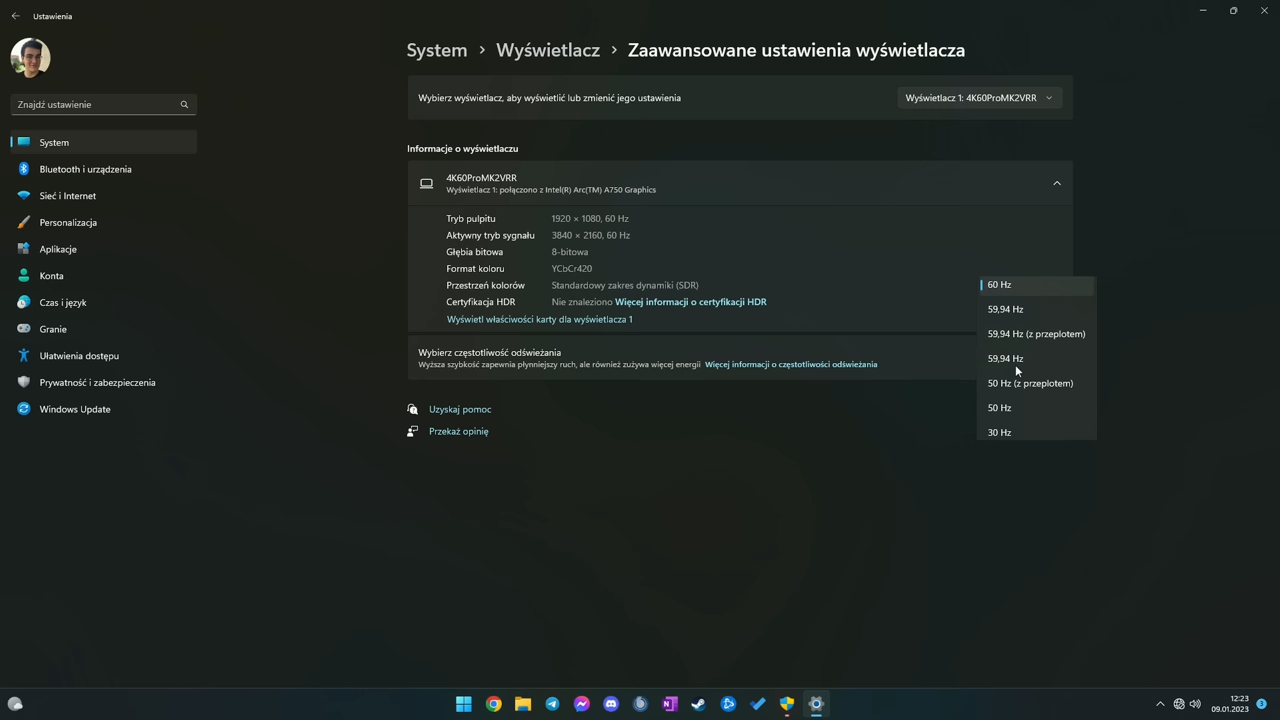 Ustawienia
System > Wyświetlacz > Zaawansowane ustawienia wyświetlacza
Znajdź ustawienie
System
Bluetooth i urządzenia
Sieć i Internet
Personalizacja
Aplikacje
Konta
Czas i język
Granie
Ułatwienia dostępu
Prywatność i zabezpieczenia
Windows Update
Wybierz wyświetlacz, aby wyświetlić lub zmienić jego ustawienia
Wyświetlacz 1: 4K60ProMK2VRR
Informacje o wyświetlaczu
4K60ProMK2VRR
Wyświetlacz 1: połączono z Intel(R) Arc(TM) A750 Graphics
Tryb pulpitu 1920 × 1080, 60 Hz
Aktywny tryb sygnału 3840 × 2160, 60 Hz
Głębia bitowa 8-bitowa
Format koloru YCbCr420
Przestrzeń kolorów Standardowy zakres dynamiki (SDR)
Certyfikacja HDR Nie znaleziono Więcej informacji o certyfikacji HDR
Wyświetl właściwości karty dla wyświetlacza 1
Wybierz częstotliwość odświeżania
Wyższa szybkość zapewnia płynniejszy ruch, ale również zużywa więcej energii Więcej informacji o częstotliwości odświeżania
60 Hz
59,94 Hz
59,94 Hz (z przeplotem)
59,94 Hz
50 Hz (z przeplotem)
50 Hz
30 Hz
Uzyskaj pomoc
Przekaż opinię
12:23
09.01.2023
3